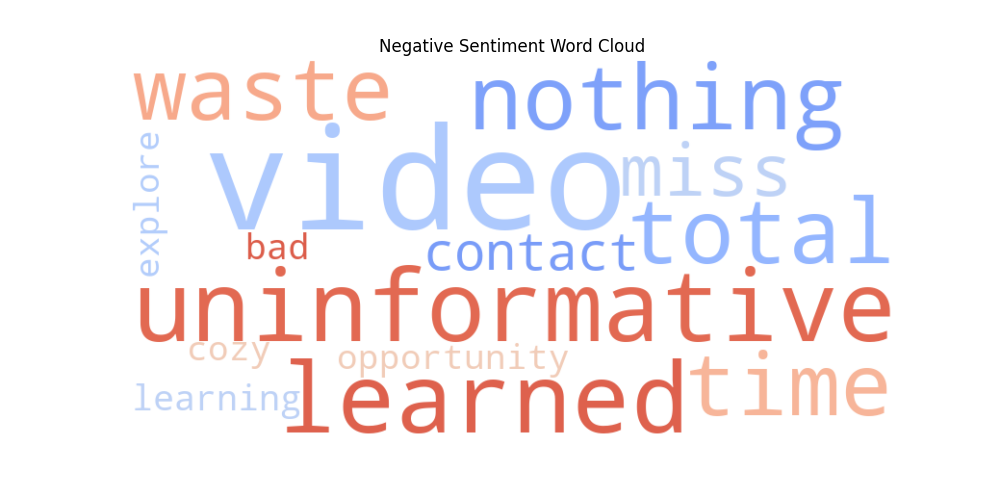 Negative Sentiment Word Cloud
waste
nothing
explore
video
miss
total
bad
contact
uninformative
cozy
opportunity
learning
learned
time